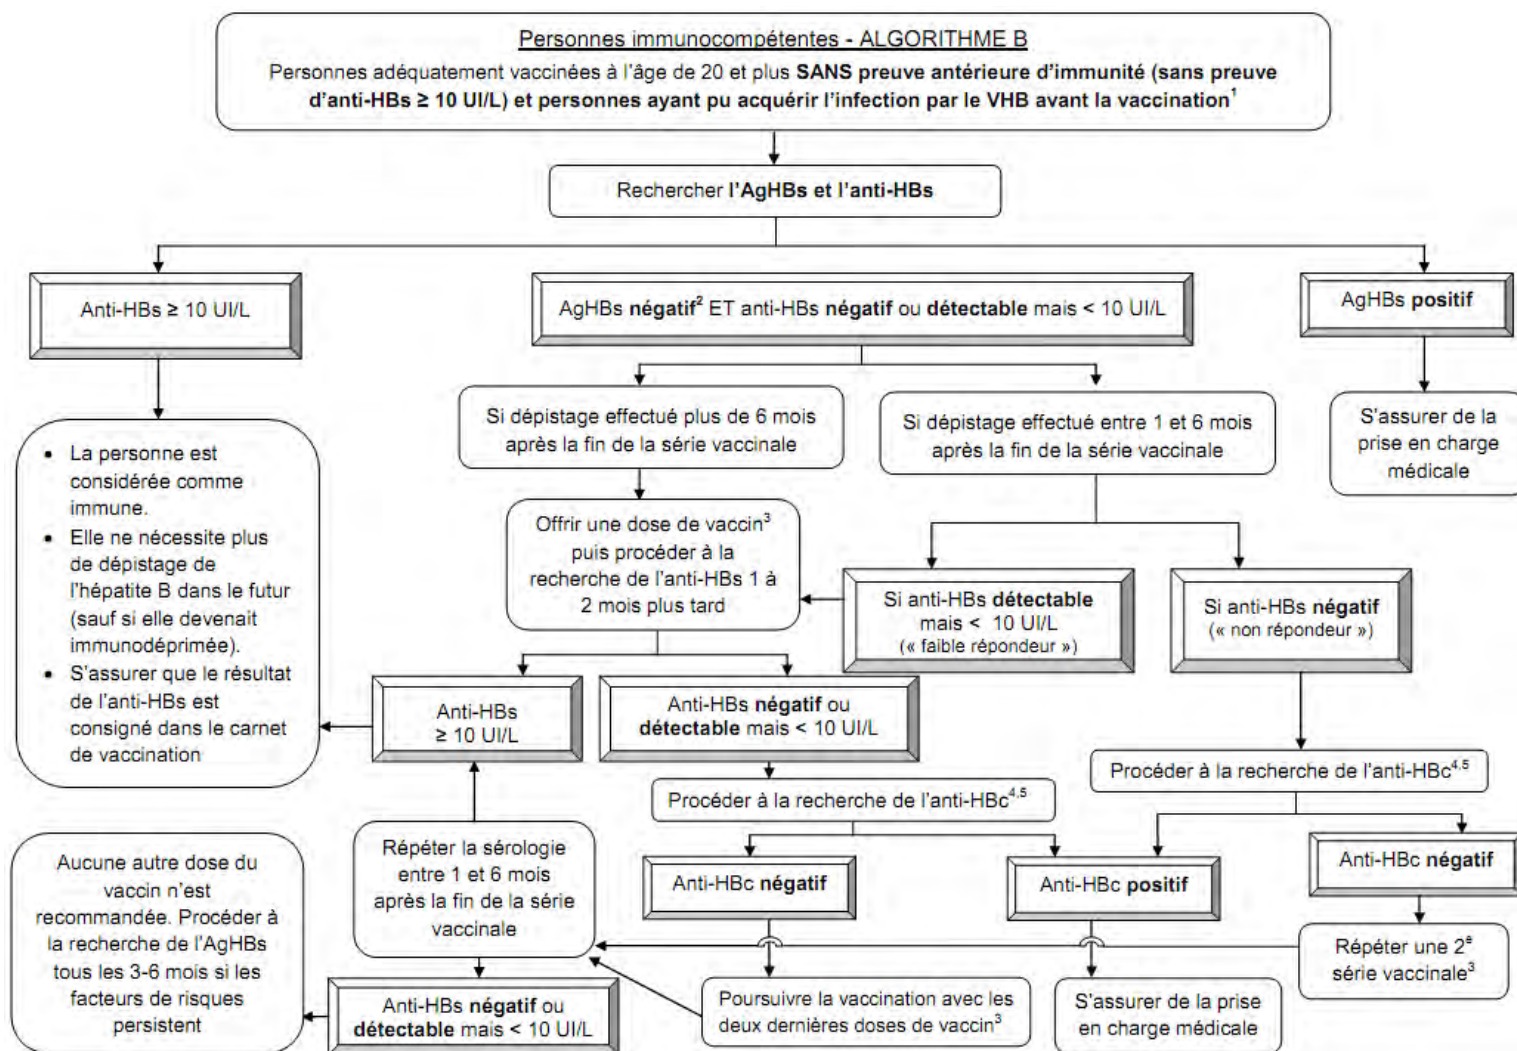 Personnes immunocompétentes - ALGORITHME B
Personnes adéquatement vaccinées à l'âge de 20 et plus SANS preuve antérieure d'immunité (sans preuve
d'anti-HBs ≥ 10 UI/L) et personnes ayant pu acquérir l'infection par le VHB avant la vaccination¹
Rechercher l'AgHBs et l'anti-HBs
Anti-HBs ≥ 10 UI/L
AgHBs négatif² ET anti-HBs négatif ou détectable mais < 10 UI/L
AgHBs positif
Si dépistage effectué plus de 6 mois
après la fin de la série vaccinale
Si dépistage effectué entre 1 et 6 mois
après la fin de la série vaccinale
S'assurer de la
prise en charge
médicale
• La personne est
considérée comme
immune.
• Elle ne nécessite plus
de dépistage de
l'hépatite B dans le futur
(sauf si elle devenait
immunodéprimée).
• S'assurer que le résultat
de l'anti-HBs est
consigné dans le carnet
de vaccination
Offrir une dose de vaccin³
puis procéder à la
recherche de l'anti-HBs 1 à
2 mois plus tard
Si anti-HBs détectable
mais < 10 UI/L
(« faible répondeur »)
Si anti-HBs négatif
(« non répondeur »)
Anti-HBs
≥ 10 UI/L
Anti-HBs négatif ou
détectable mais < 10 UI/L
Procéder à la recherche de l'anti-HBc⁴,⁵
Procéder à la recherche de l'anti-HBc⁴,⁵
Aucune autre dose du
vaccin n'est
recommandée. Procéder à
la recherche de l'AgHBs
tous les 3-6 mois si les
facteurs de risques
persistent
Répéter la sérologie
entre 1 et 6 mois
après la fin de la série
vaccinale
Anti-HBc négatif
Anti-HBc positif
Anti-HBc négatif
Anti-HBs négatif ou
détectable mais < 10 UI/L
Poursuivre la vaccination avec les
deux dernières doses de vaccin³
S'assurer de la prise
en charge médicale
Répéter une 2ᵉ
série vaccinale³